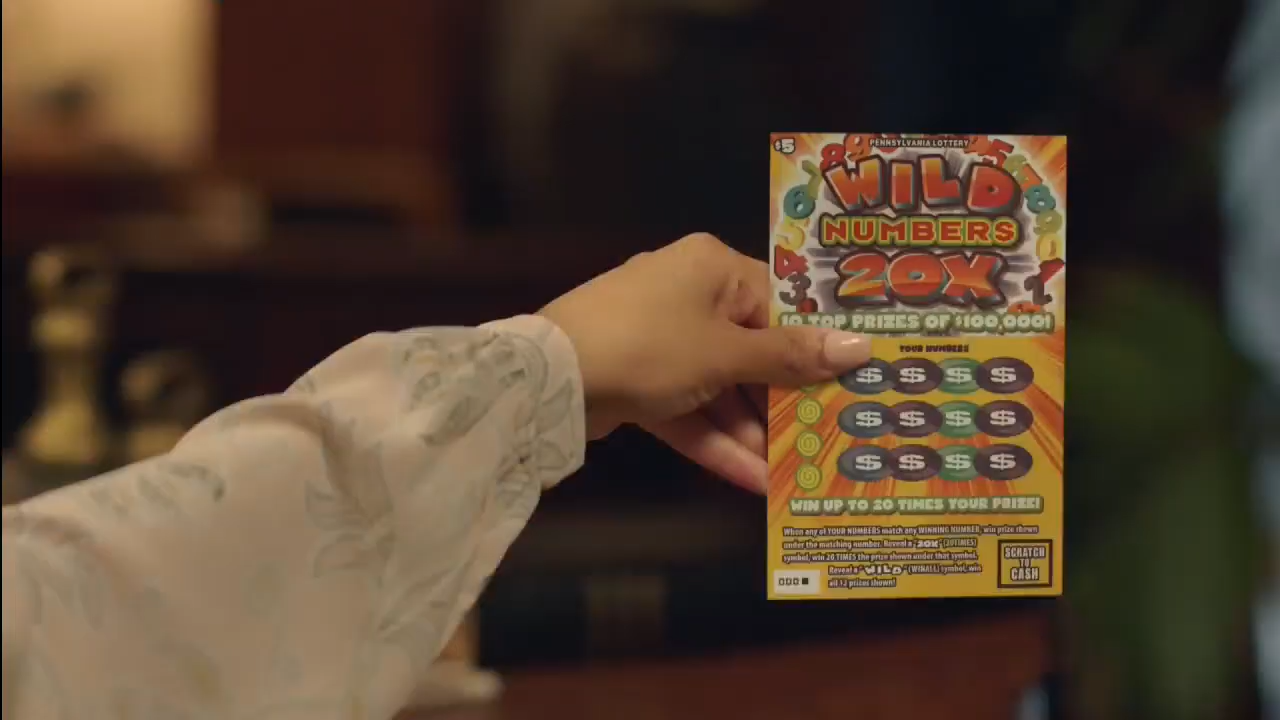 $5
PENNSYLVANIA LOTTERY
WILD
NUMBERS
20X
10 TOP PRIZES OF $100,000!
YOUR NUMBERS
$ $ $ $
$ $ $ $
$ $ $ $
WIN UP TO 20 TIMES YOUR PRIZE!
When any of YOUR NUMBERS match any WINNING NUMBER, win prize shown
under the matching number. Reveal a "20X" (20TIMES)
symbol, win 20 TIMES the prize shown under that symbol.
Reveal a "WILD" (WINALL) symbol, win
all 12 prizes shown!
SCRATCH
TO
CASH